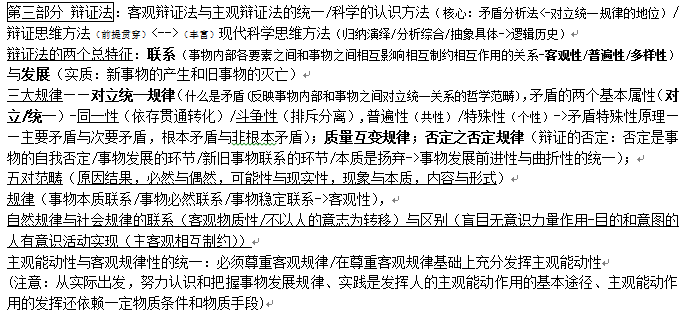 第三部分 辩证法：客观辩证法与主观辩证法的统一/科学的认识方法（核心：矛盾分析法<-对立统一规律的地位）/
辩证思维方法（前提贯穿）<-->（丰富）现代科学思维方法（归纳演绎/分析综合/抽象具体->逻辑历史）
辩证法的两个总特征：联系（事物内部各要素之间和事物之间相互影响相互制约相互作用的关系-客观性/普遍性/多样性）
与发展（实质：新事物的产生和旧事物的灭亡）
三大规律——对立统一规律（什么是矛盾(反映事物内部和事物之间对立统一关系的哲学范畴)，矛盾的两个基本属性（对
立/统一）-同一性（依存贯通转化）/斗争性（排斥分离）,普遍性（共性）/特殊性（个性）->矛盾特殊性原理—
—主要矛盾与次要矛盾，根本矛盾与非根本矛盾）；质量互变规律；否定之否定规律（辩证的否定：否定是事
物的自我否定/事物发展的环节/新旧事物联系的环节/本质是扬弃->事物发展前进性与曲折性的统一）；
五对范畴（原因结果，必然与偶然，可能性与现实性，现象与本质，内容与形式）
规律（事物本质联系/事物必然联系/事物稳定联系->客观性），
自然规律与社会规律的联系（客观物质性/不以人的意志为转移）与区别（盲目无意识力量作用-目的和意图的
人有意识活动实现（主客观相互制约））
主观能动性与客观规律性的统一：必须尊重客观规律/在尊重客观规律基础上充分发挥主观能动性
(注意：从实际出发，努力认识和把握事物发展规律、实践是发挥人的主观能动作用的基本途径、主观能动作
用的发挥还依赖一定物质条件和物质手段)